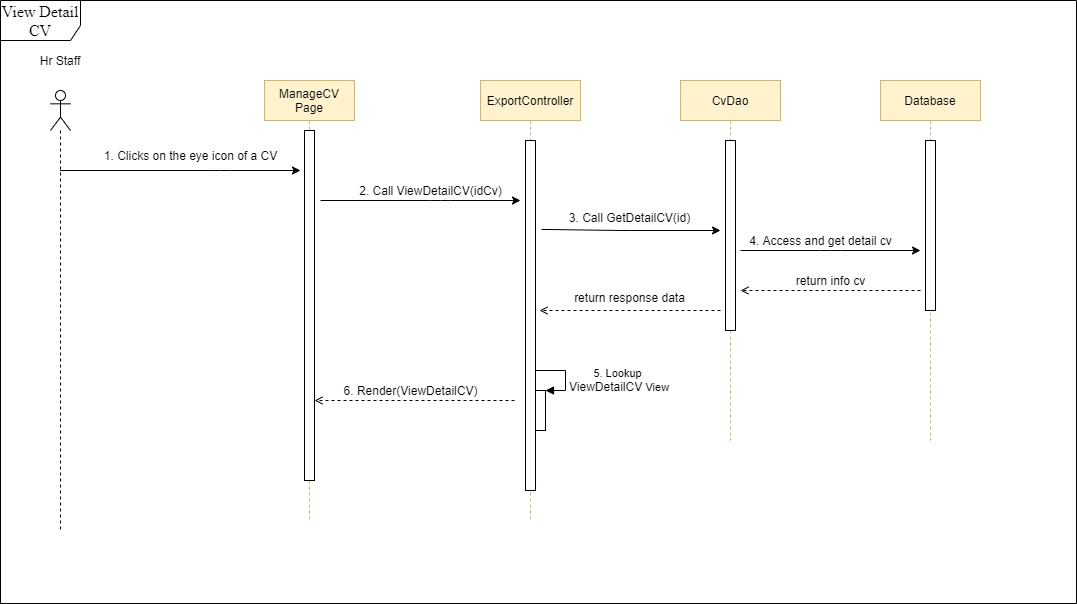 View Detail
CV
Hr Staff
ManageCV
Page
ExportController
CvDao
Database
1. Clicks on the eye icon of a CV
2. Call ViewDetailCV(idCv)
3. Call GetDetailCV(id)
4. Access and get detail cv
return info cv
return response data
5. Lookup
ViewDetailCV View
6. Render(ViewDetailCV)